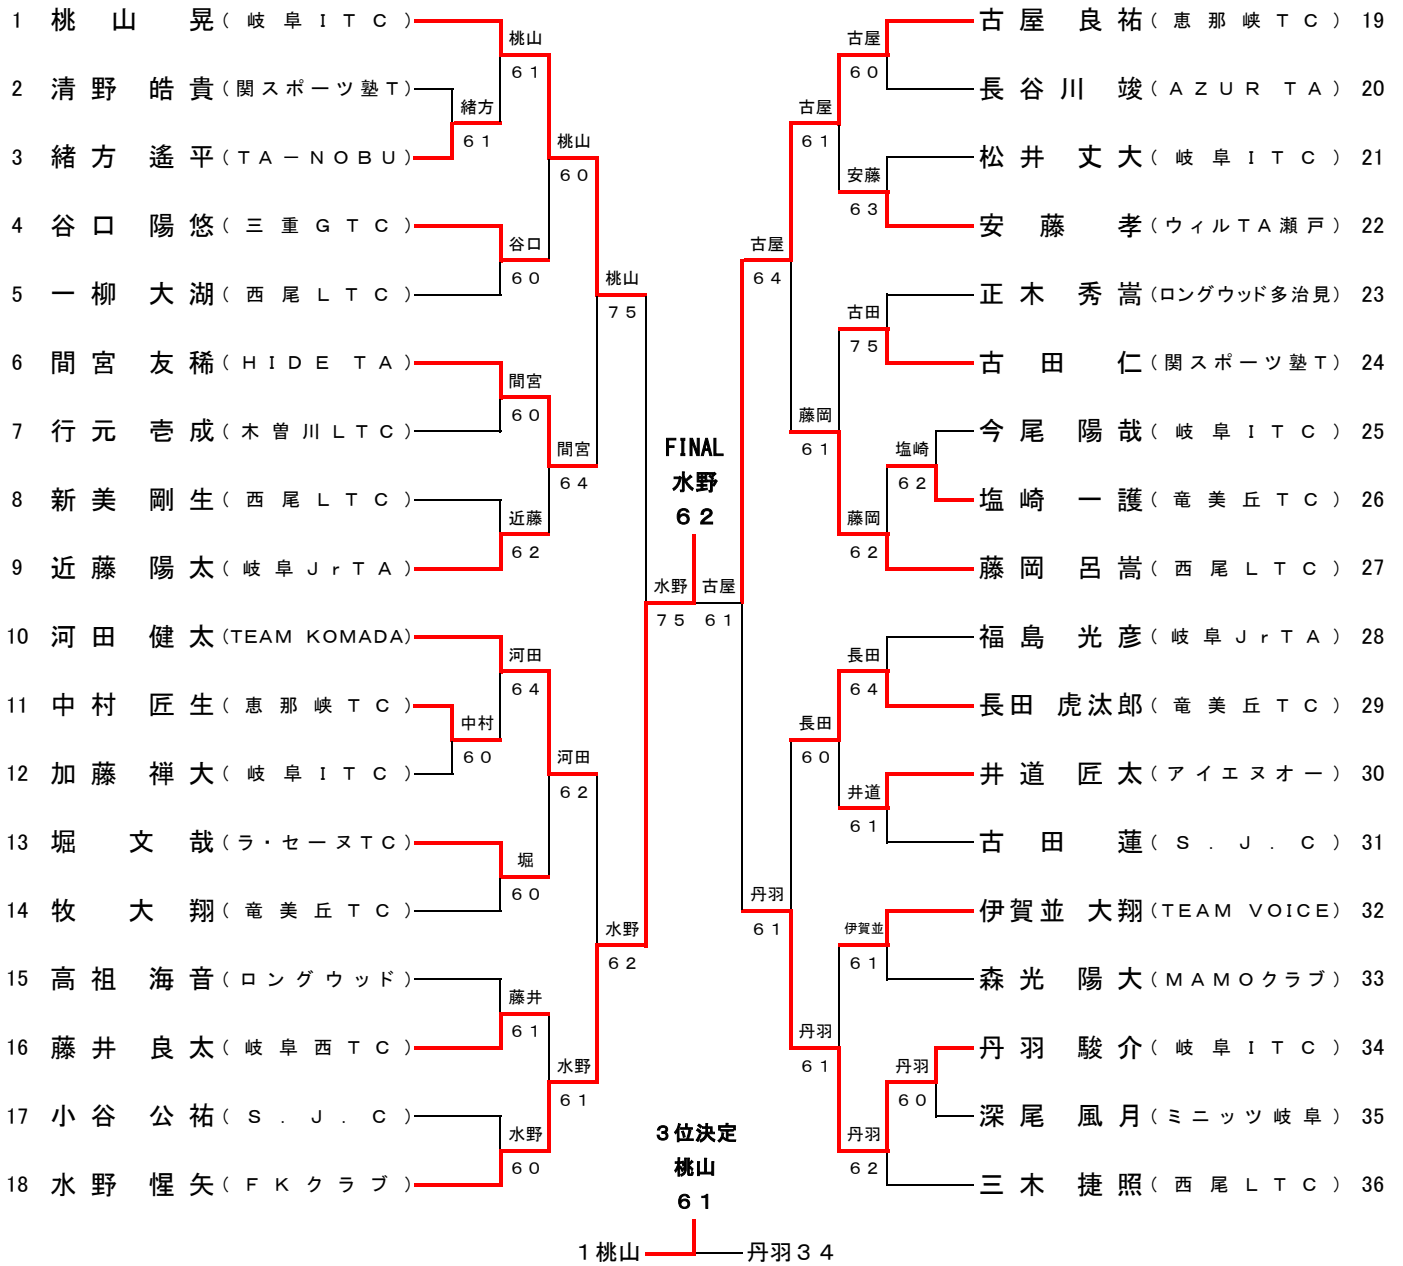 1 桃山 晃 (岐阜ITC)
2 清野 皓貴 (関スポーツ塾T)
3 緒方 遙平 (TA－NOBU)
4 谷口 陽悠 (三重GTC)
5 一柳 大湖 (西尾LTC)
6 間宮 友稀 (HIDE TA)
7 行元 壱成 (木曽川LTC)
8 新美 剛生 (西尾LTC)
9 近藤 陽太 (岐阜JrTA)
10 河田 健太 (TEAM KOMADA)
11 中村 匠生 (恵那峡TC)
12 加藤 禅大 (岐阜ITC)
13 堀 文哉 (ラ・セーヌTC)
14 牧 大翔 (竜美丘TC)
15 高祖 海音 (ロングウッド)
16 藤井 良太 (岐阜西TC)
17 小谷 公祐 (S．J．C)
18 水野 惺矢 (FKクラブ)
緒方
61
中村
60
桃山
61
谷口
60
間宮
60
近藤
62
河田
64
堀
60
藤井
61
水野
60
桃山
60
間宮
64
河田
62
水野
61
桃山
75
水野
62
水野
75
FINAL
水野
62
古屋
61
古屋
64
丹羽
61
古屋
61
藤岡
61
長田
60
丹羽
61
古屋
60
安藤
63
古田
75
藤岡
62
長田
64
井道
61
伊賀並
61
丹羽
62
塩崎
62
丹羽
60
古屋 良祐 (恵那峡TC) 19
長谷川 竣 (AZUR TA) 20
松井 丈大 (岐阜ITC) 21
安藤 孝 (ウィルTA瀬戸) 22
正木 秀嵩 (ロングウッド多治見) 23
古田 仁 (関スポーツ塾T) 24
今尾 陽哉 (岐阜ITC) 25
塩崎 一護 (竜美丘TC) 26
藤岡 呂嵩 (西尾LTC) 27
福島 光彦 (岐阜JrTA) 28
長田 虎汰郎 (竜美丘TC) 29
井道 匠太 (アイエヌオー) 30
古田 蓮 (S．J．C) 31
伊賀並 大翔 (TEAM VOICE) 32
森光 陽大 (MAMOクラブ) 33
丹羽 駿介 (岐阜ITC) 34
深尾 風月 (ミニッツ岐阜) 35
三木 捷照 (西尾LTC) 36
3位決定
桃山
61
1桃山 丹羽34